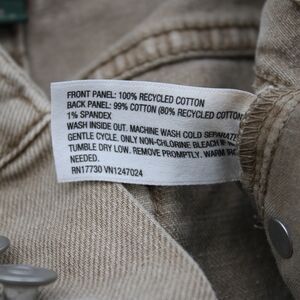 FRONT PANEL: 100% RECYCLED COTTON
BACK PANEL: 99% COTTON (80% RECYCLED COTTON
1% SPANDEX
WASH INSIDE OUT. MACHINE WASH COLD SEPARATE
GENTLE CYCLE. ONLY NON-CHLORINE BLEACH IF
TUMBLE DRY LOW. REMOVE PROMPTLY. WARM
NEEDED.
RN17730 VN1247024